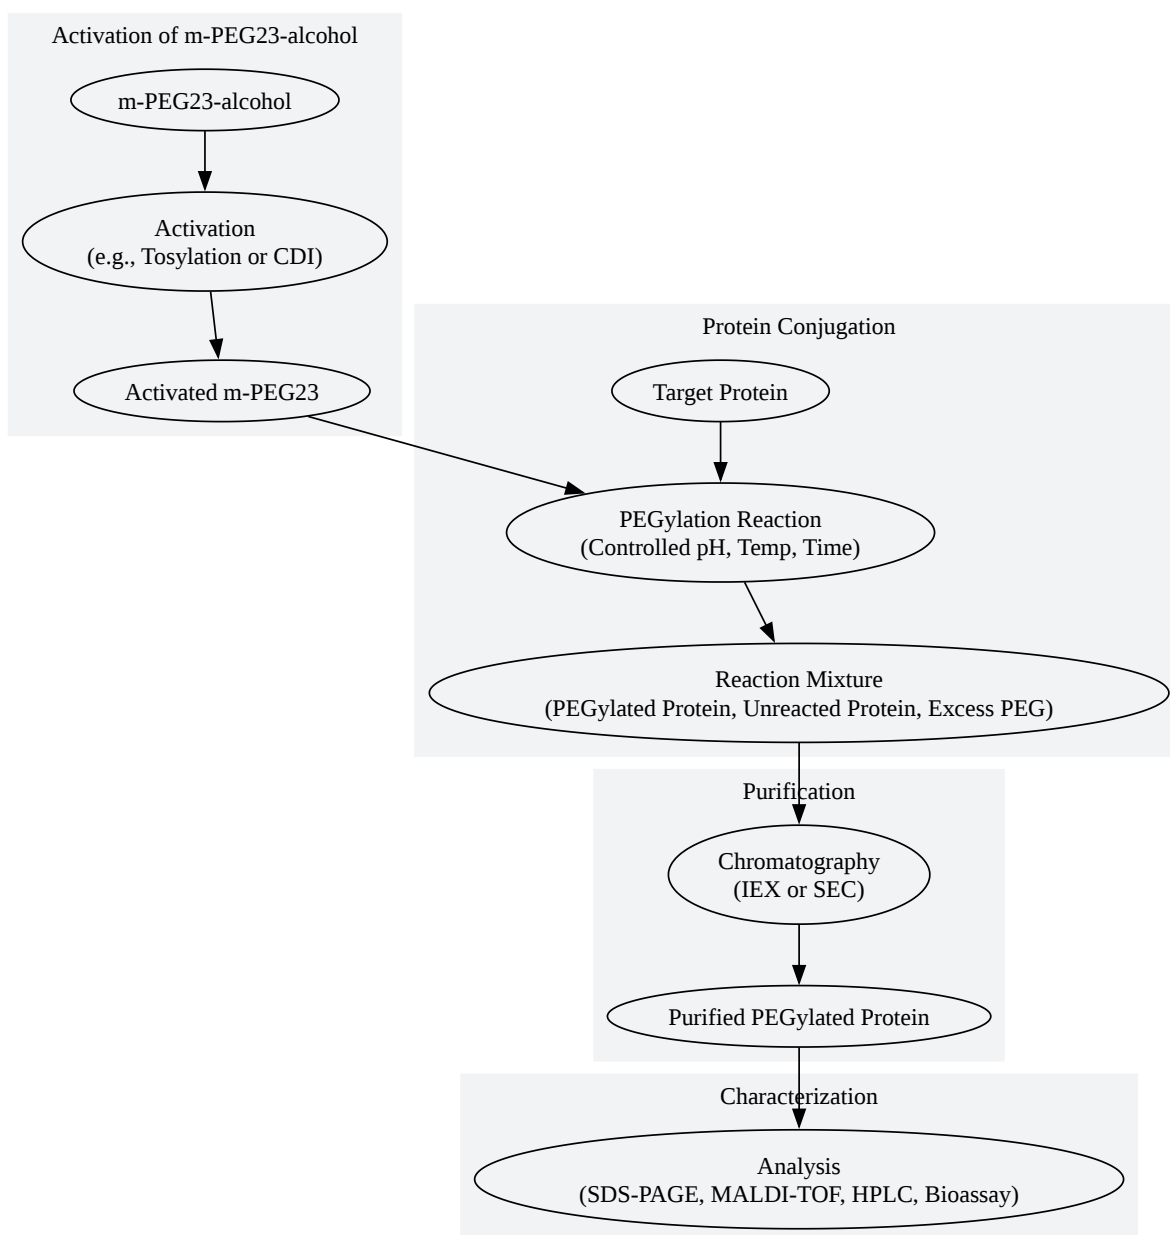 Activation of m-PEG23-alcohol
m-PEG23-alcohol
Activation
(e.g., Tosylation or CDI)
Activated m-PEG23
Protein Conjugation
Target Protein
PEGylation Reaction
(Controlled pH, Temp, Time)
Reaction Mixture
(PEGylated Protein, Unreacted Protein, Excess PEG)
Purification
Chromatography
(IEX or SEC)
Purified PEGylated Protein
Characterization
Analysis
(SDS-PAGE, MALDI-TOF, HPLC, Bioassay)